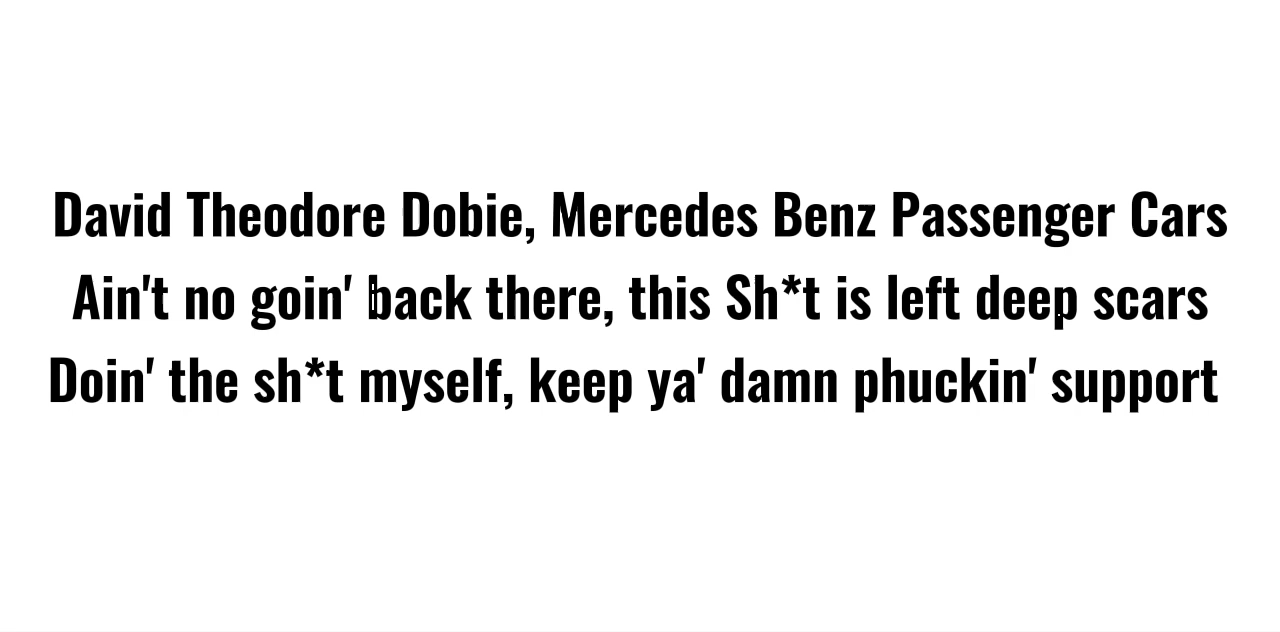 David Theodore Dobie, Mercedes Benz Passenger Cars
Ain't no goin' back there, this Sh*t is left deep scars
Doin' the sh*t myself, keep ya' damn phuckin' support